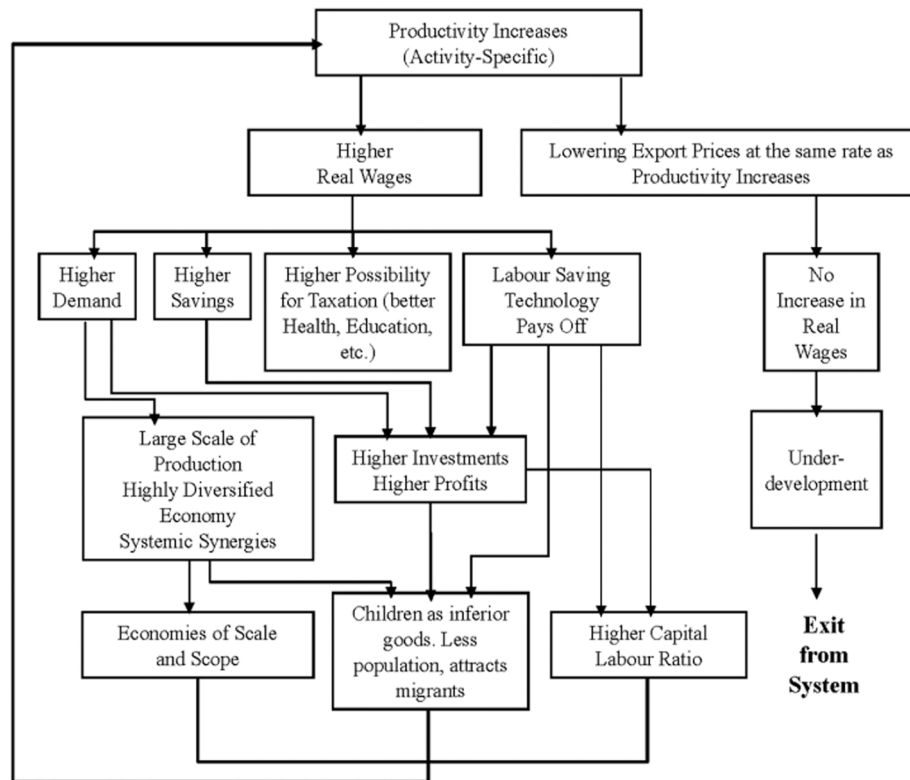 Productivity Increases
(Activity-Specific)
Higher
Real Wages
Lowering Export Prices at the same rate as
Productivity Increases
Higher
Demand
Higher
Savings
Higher Possibility
for Taxation (better
Health, Education,
etc.)
Labour Saving
Technology
Pays Off
No
Increase in
Real
Wages
Large Scale of
Production
Highly Diversified
Economy
Systemic Synergies
Higher Investments
Higher Profits
Under-
development
Economies of Scale
and Scope
Children as inferior
goods. Less
population, attracts
migrants
Higher Capital
Labour Ratio
Exit
from
System